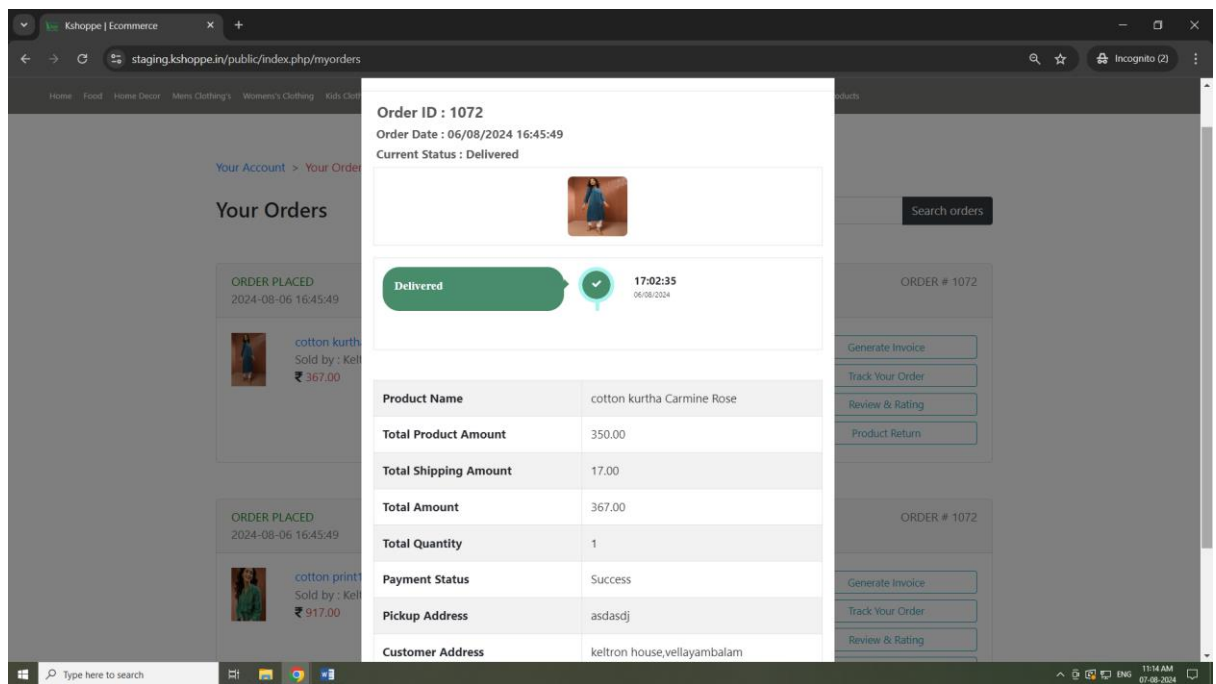 Kshoppe | Ecommerce
staging.kshoppe.in/public/index.php/myorders
Incognito (2)
Home Food Home Decor Mens Clothing's Womens's Clothing Kids Cloth
oducts
Order ID : 1072
Order Date : 06/08/2024 16:45:49
Current Status : Delivered
Your Account > Your Order
Your Orders
Search orders
Delivered
17:02:35
06/08/2024
ORDER PLACED
ORDER # 1072
2024-08-06 16:45:49
cotton kurth
Sold by : Kelt
₹ 367.00
Generate Invoice
Track Your Order
Review & Rating
Product Return
Product Name cotton kurtha Carmine Rose
Total Product Amount 350.00
Total Shipping Amount 17.00
Total Amount 367.00
Total Quantity 1
Payment Status Success
Pickup Address asdasdj
Customer Address keltron house,vellayambalam
ORDER PLACED
ORDER # 1072
2024-08-06 16:45:49
cotton print1
Sold by : Kelt
₹ 917.00
Generate Invoice
Track Your Order
Review & Rating
Type here to search
ENG
11:14 AM
07-08-2024